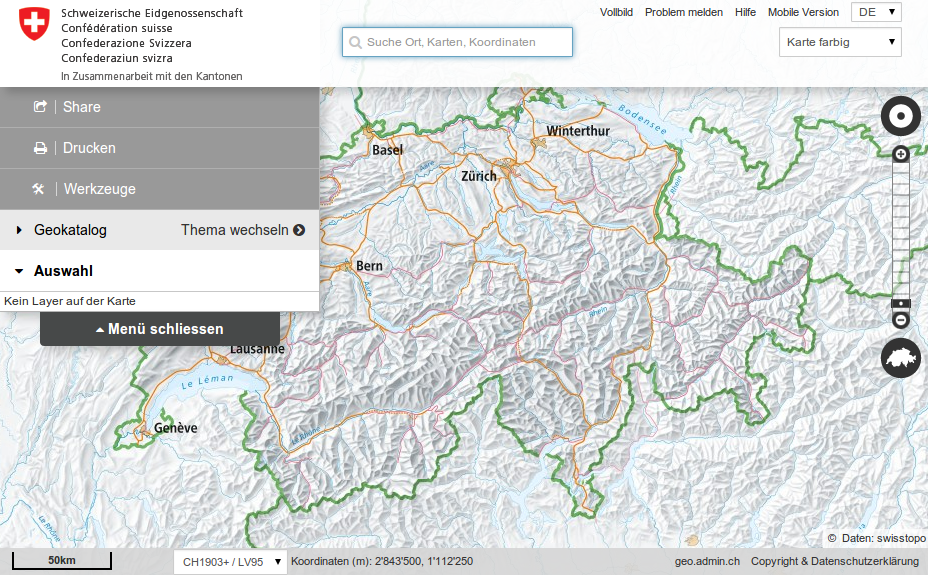 Schweizerische Eidgenossenschaft
Confédération suisse
Confederazione Svizzera
Confederaziun svizra
In Zusammenarbeit mit den Kantonen
Vollbild Problem melden Hilfe Mobile Version DE
Suche Ort, Karten, Koordinaten
Karte farbig
Share
Drucken
Werkzeuge
Geokatalog Thema wechseln
Auswahl
Kein Layer auf der Karte
Menü schliessen
Bodensee
Winterthur
Basel
Aare
Zürich
Rhein
Bern
Aare
Rhein
Lausanne
Le Léman
Genève
Le Rhône
Le Rhône
© Daten: swisstopo
50km
CH1903+ / LV95
Koordinaten (m): 2'843'500, 1'112'250
geo.admin.ch Copyright & Datenschutzerklärung